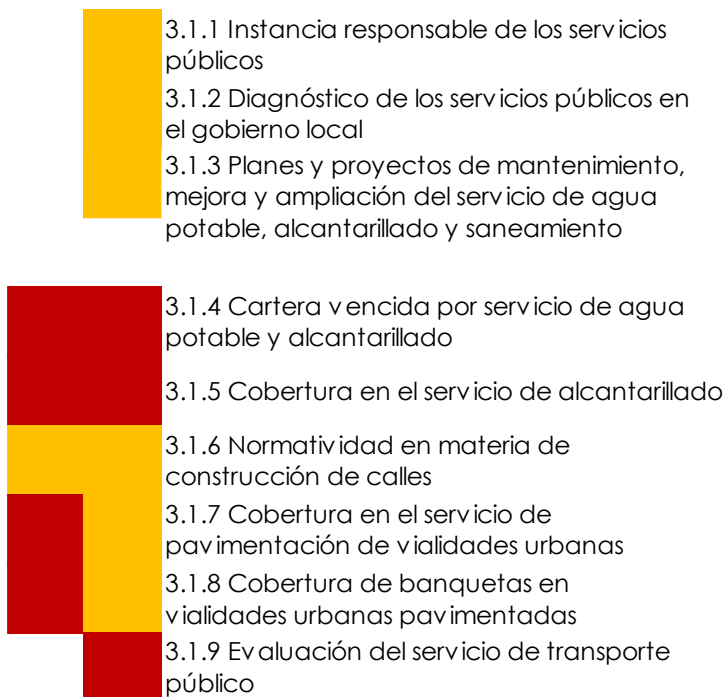 3.1.1 Instancia responsable de los servicios
públicos
3.1.2 Diagnóstico de los servicios públicos en
el gobierno local
3.1.3 Planes y proyectos de mantenimiento,
mejora y ampliación del servicio de agua
potable, alcantarillado y saneamiento
3.1.4 Cartera vencida por servicio de agua
potable y alcantarillado
3.1.5 Cobertura en el servicio de alcantarillado
3.1.6 Normatividad en materia de
construcción de calles
3.1.7 Cobertura en el servicio de
pavimentación de vialidades urbanas
3.1.8 Cobertura de banquetas en
vialidades urbanas pavimentadas
3.1.9 Evaluación del servicio de transporte
público